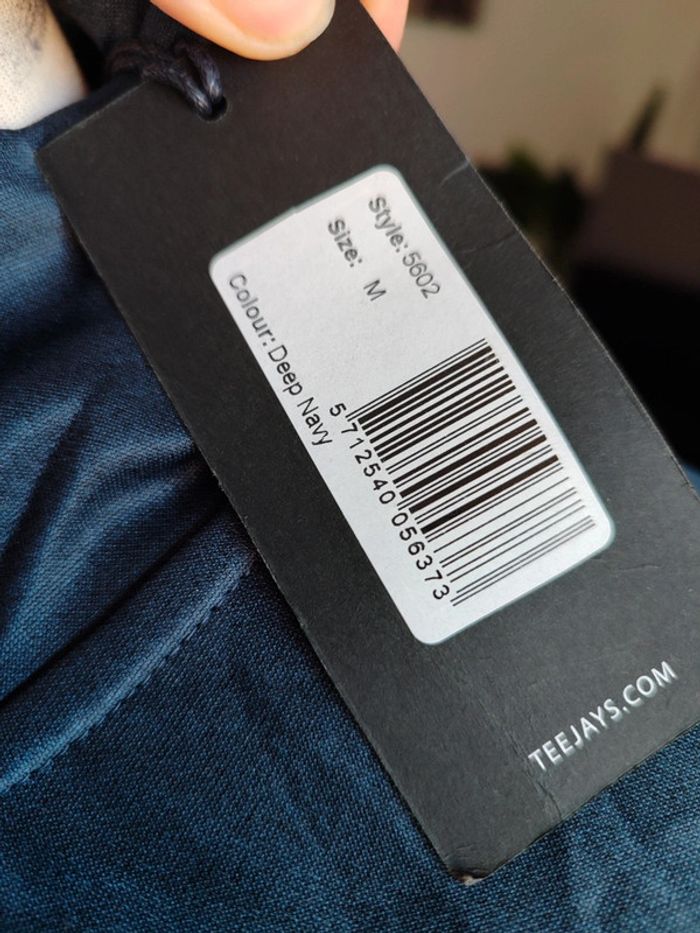 Style: 5602
Size: M
Colour: Deep Navy
5 712540 056373
TEEJAYS.COM